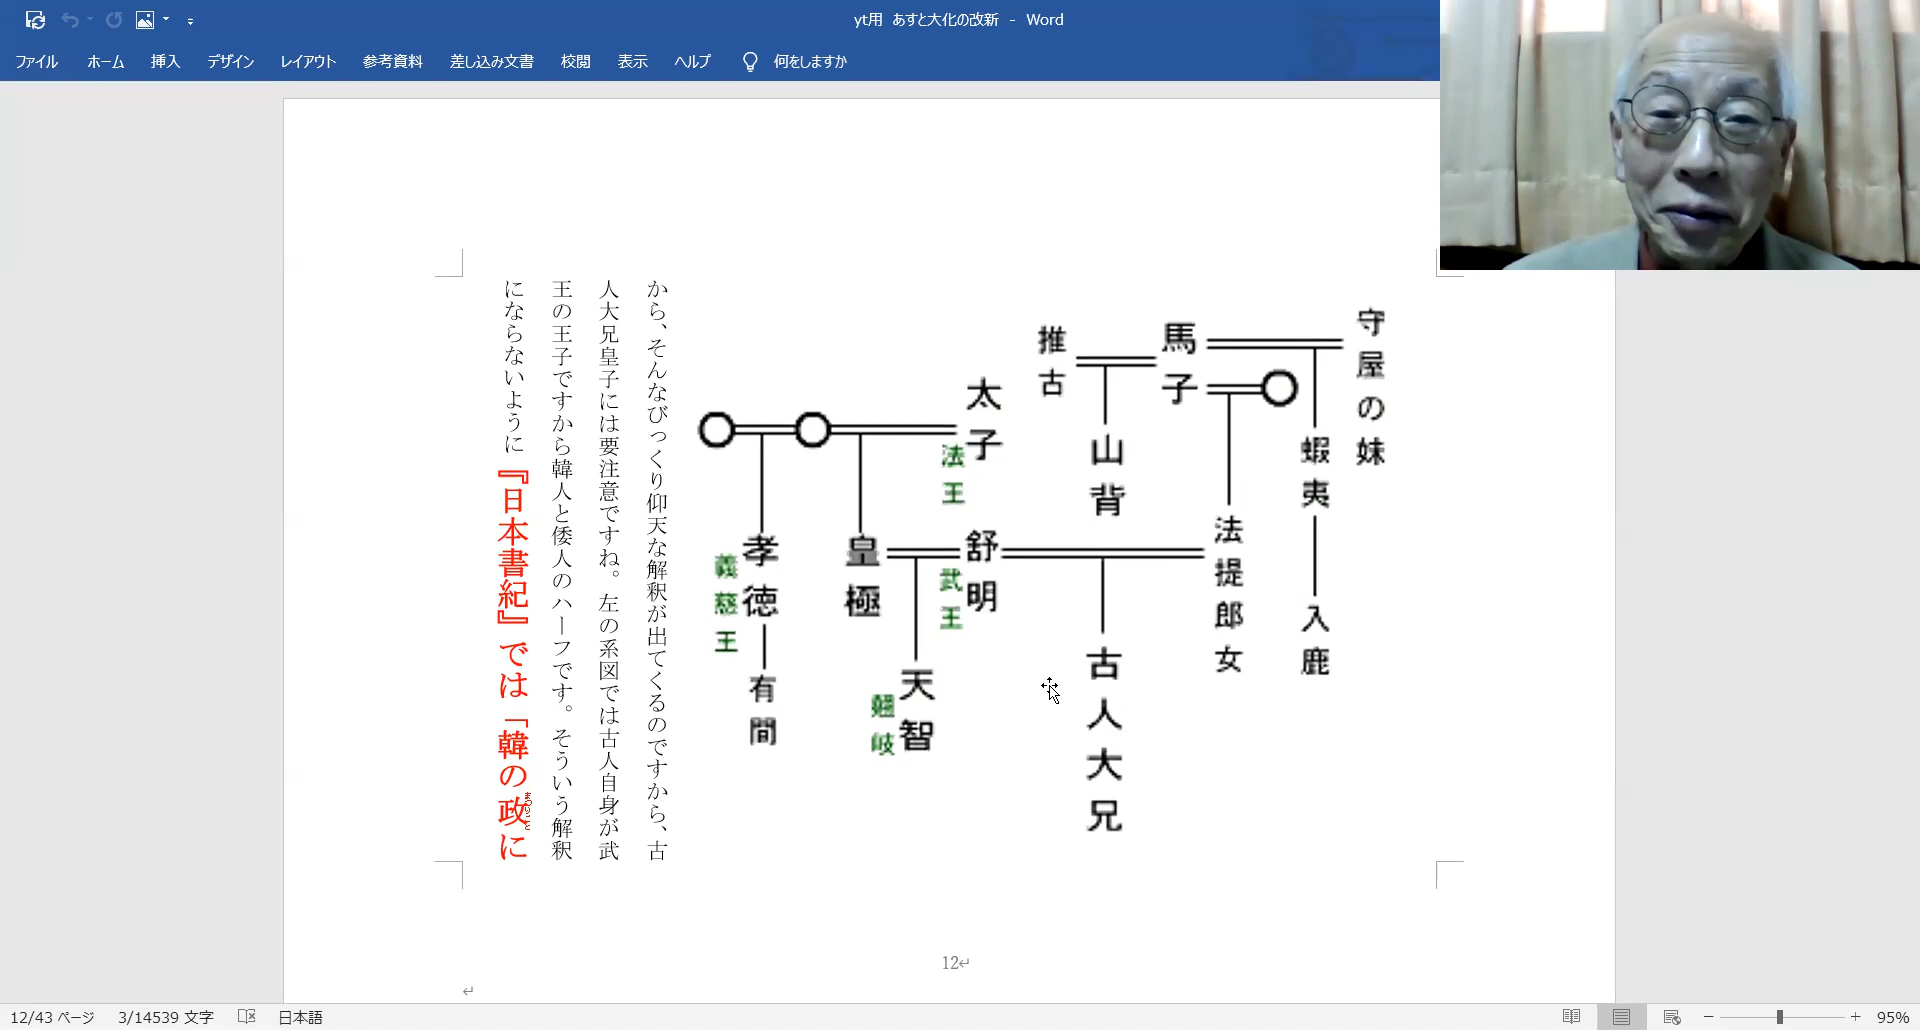 yt用 あすと大化の改新 - Word
ファイル ホーム 挿入 デザイン レイアウト 参考資料 差し込み文書 校閲 表示 ヘルプ 何をしますか
守屋の妹
馬子
推古
太子
法王
蝦夷
山背
法提郎女
舒明
武王
皇極
孝徳
義慈王
入鹿
古人大兄
天智
翹岐
有間
から、そんなびっくり仰天な解釈が出てくるのですから、古
人大兄皇子には要注意ですね。左の系図では古人自身が武
王の王子ですから韓人と倭人のハーフです。そういう解釈
にならないように『日本書紀』では「韓の政に
まつりごと
12
12/43 ページ 3/14539 文字 日本語 95%